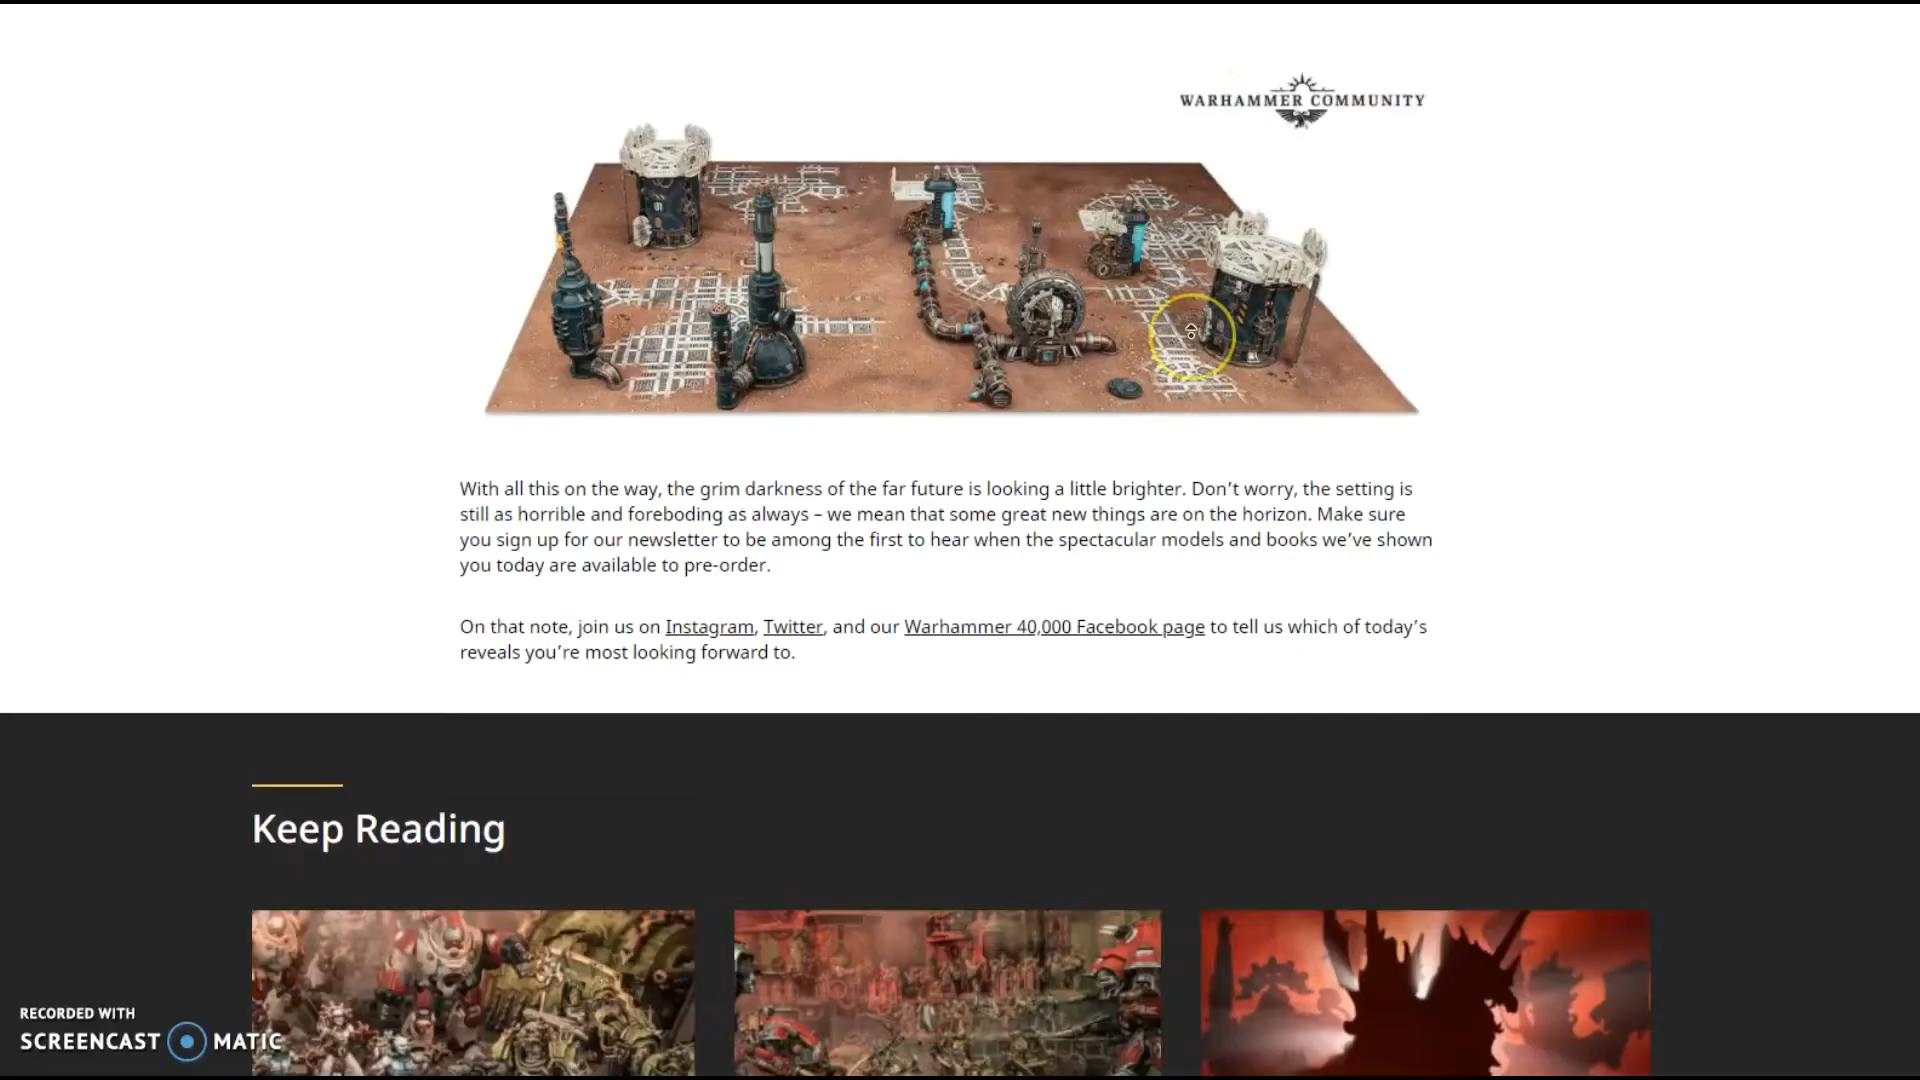 WARHAMMER COMMUNITY
With all this on the way, the grim darkness of the far future is looking a little brighter. Don’t worry, the setting is
still as horrible and foreboding as always – we mean that some great new things are on the horizon. Make sure
you sign up for our newsletter to be among the first to hear when the spectacular models and books we’ve shown
you today are available to pre-order.
On that note, join us on Instagram, Twitter, and our Warhammer 40,000 Facebook page to tell us which of today’s
reveals you’re most looking forward to.
Keep Reading
RECORDED WITH
SCREENCAST MATIC